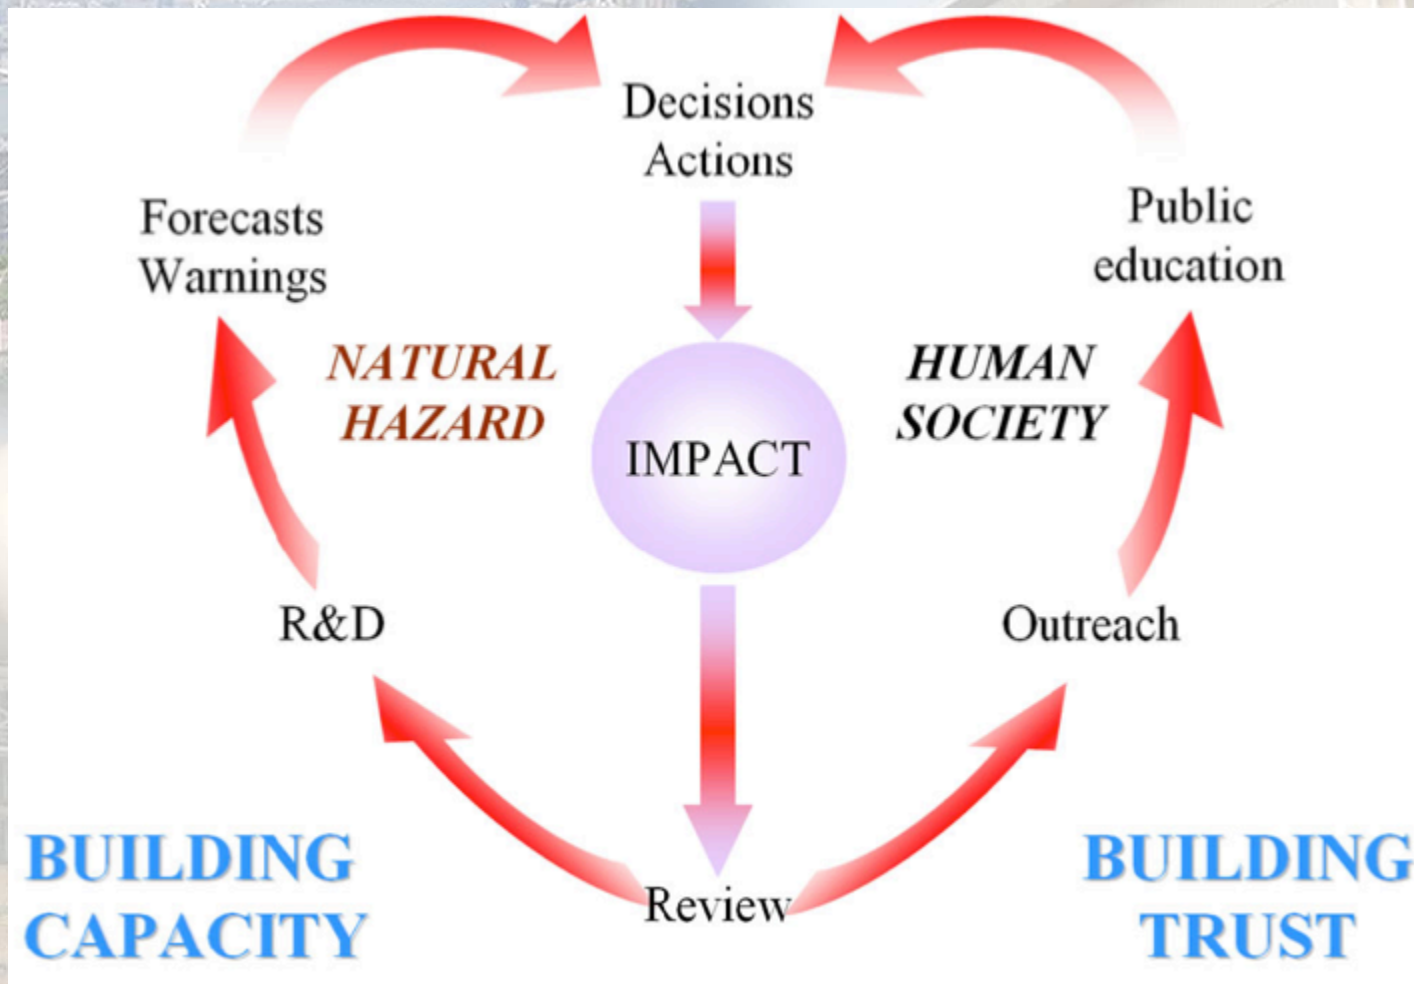 Decisions
Actions
Forecasts
Warnings
Public
education
NATURAL
HAZARD
HUMAN
SOCIETY
IMPACT
R&D
Outreach
BUILDING
CAPACITY
Review
BUILDING
TRUST